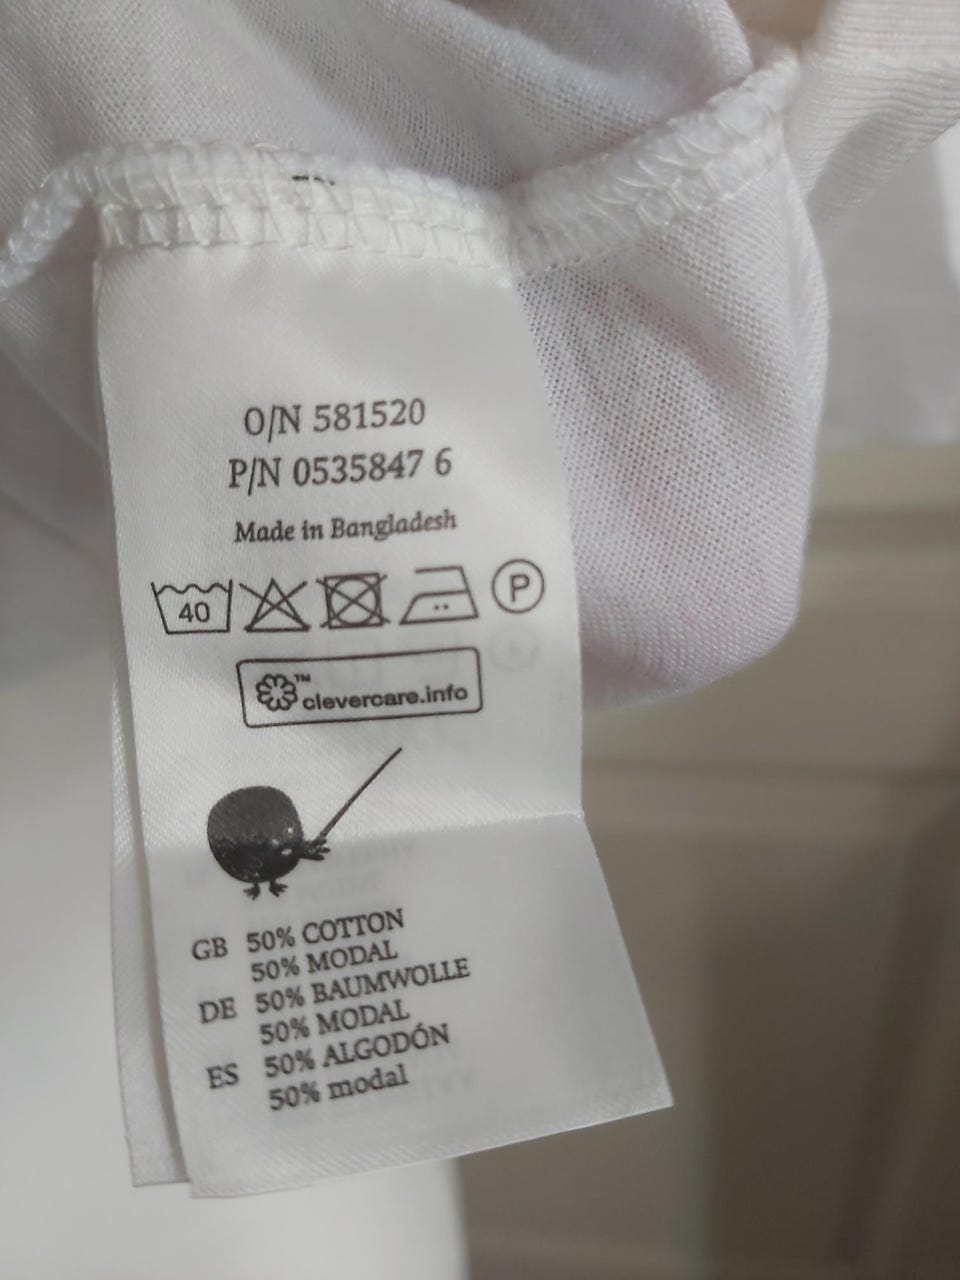 O/N 581520
P/N 0535847 6
Made in Bangladesh
40 P
™ clevercare.info
GB 50% COTTON
50% MODAL
DE 50% BAUMWOLLE
50% MODAL
ES 50% ALGODÓN
50% modal